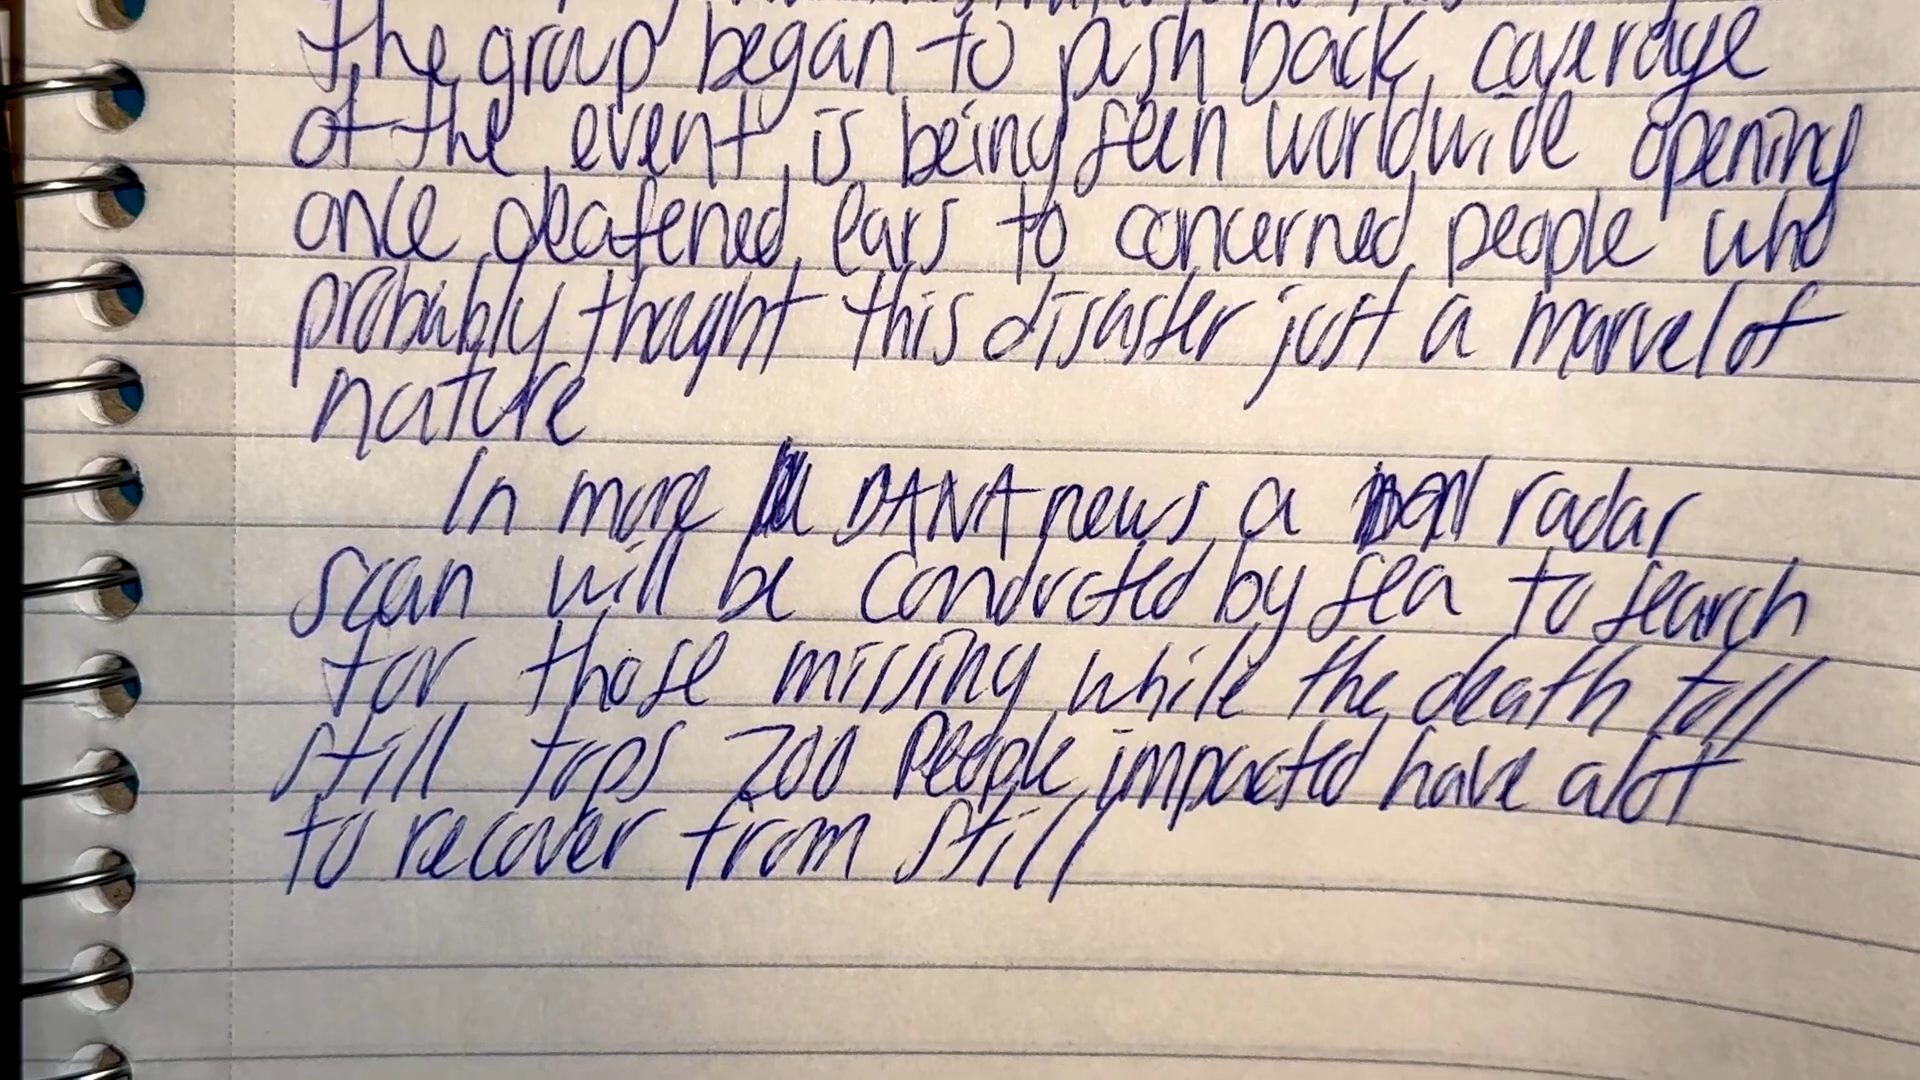 the group began to push back, coverage
of the event is being seen worldwide opening
once deafened ears to concerned people who
probably thought this disaster just a marvel of
nature
In more DANA news, a radar
scan will be conducted by sea to search
for those missing while the death toll
still tops 200 People impacted have alot
to recover from still